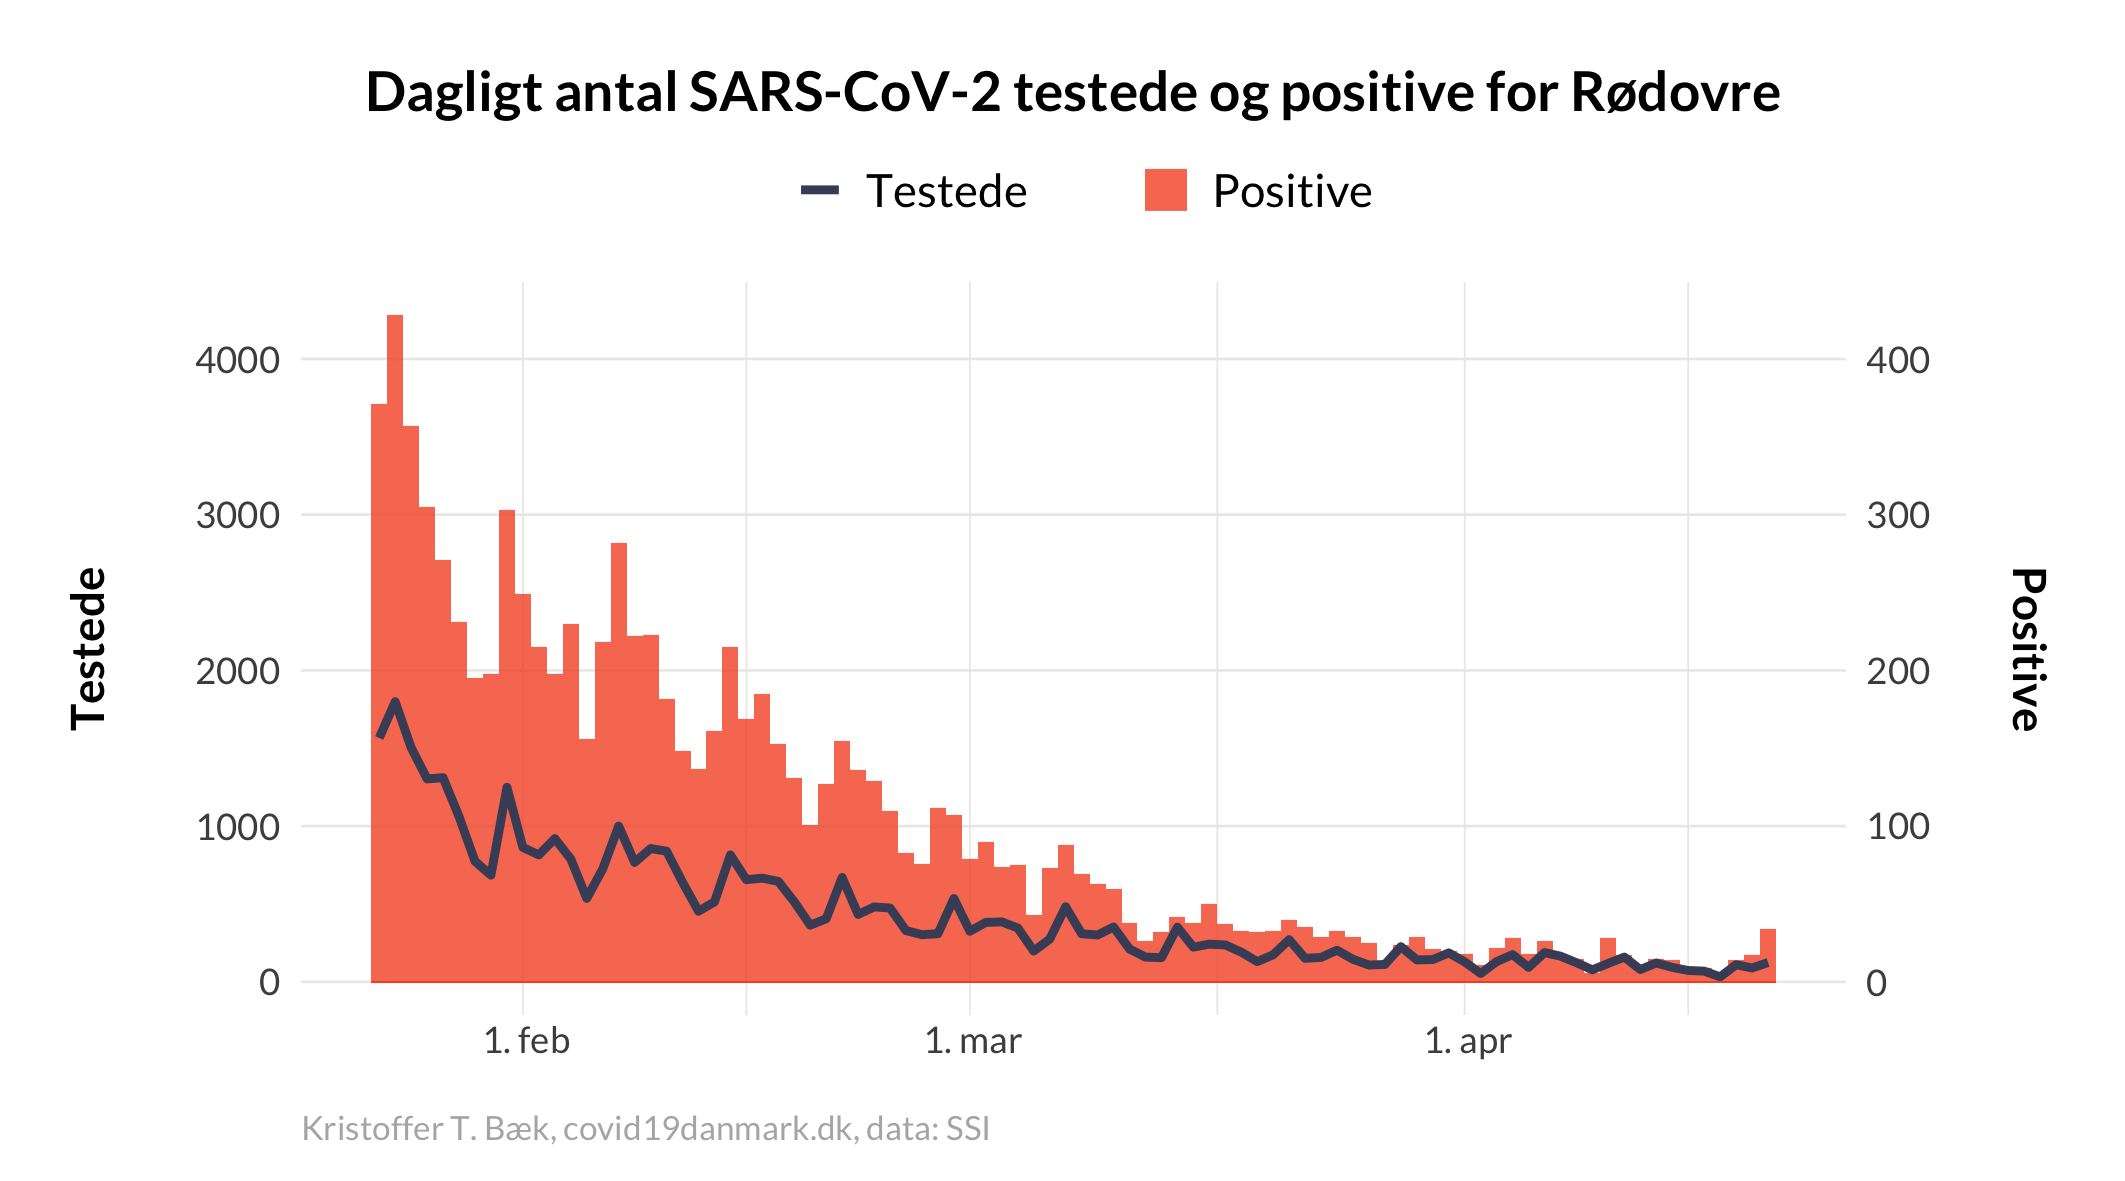 Dagligt antal SARS-CoV-2 testede og positive for Rødovre
Testede
Positive
4000
3000
2000
1000
0
Testede
400
300
200
100
0
Positive
1. feb
1. mar
1. apr
Kristoffer T. Bæk, covid19danmark.dk, data: SSI